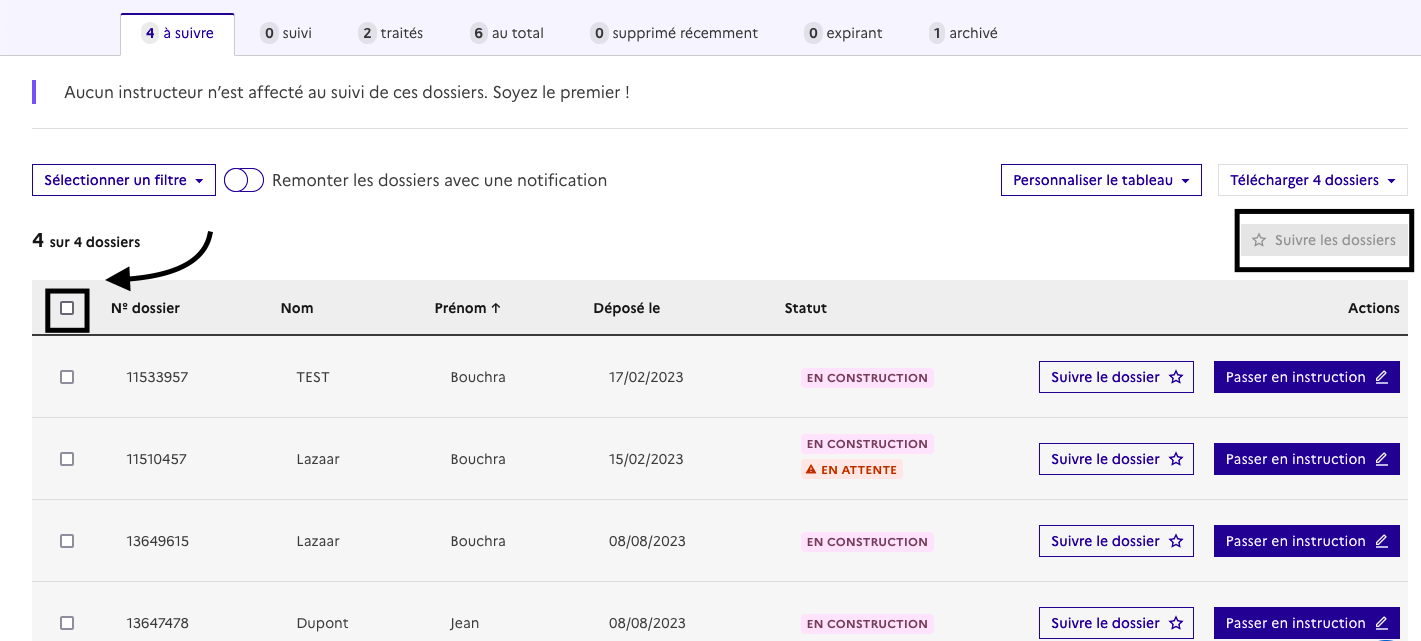 4 à suivre 0 suivi 2 traités 6 au total 0 supprimé récemment 0 expirant 1 archivé
Aucun instructeur n’est affecté au suivi de ces dossiers. Soyez le premier !
Sélectionner un filtre Remonter les dossiers avec une notification Personnaliser le tableau Télécharger 4 dossiers
4 sur 4 dossiers Suivre les dossiers
Nº dossier Nom Prénom ↑ Déposé le Statut Actions
11533957 TEST Bouchra 17/02/2023 EN CONSTRUCTION Suivre le dossier Passer en instruction
11510457 Lazaar Bouchra 15/02/2023 EN CONSTRUCTION Suivre le dossier Passer en instruction
EN ATTENTE
13649615 Lazaar Bouchra 08/08/2023 EN CONSTRUCTION Suivre le dossier Passer en instruction
13647478 Dupont Jean 08/08/2023 EN CONSTRUCTION Suivre le dossier Passer en instruction